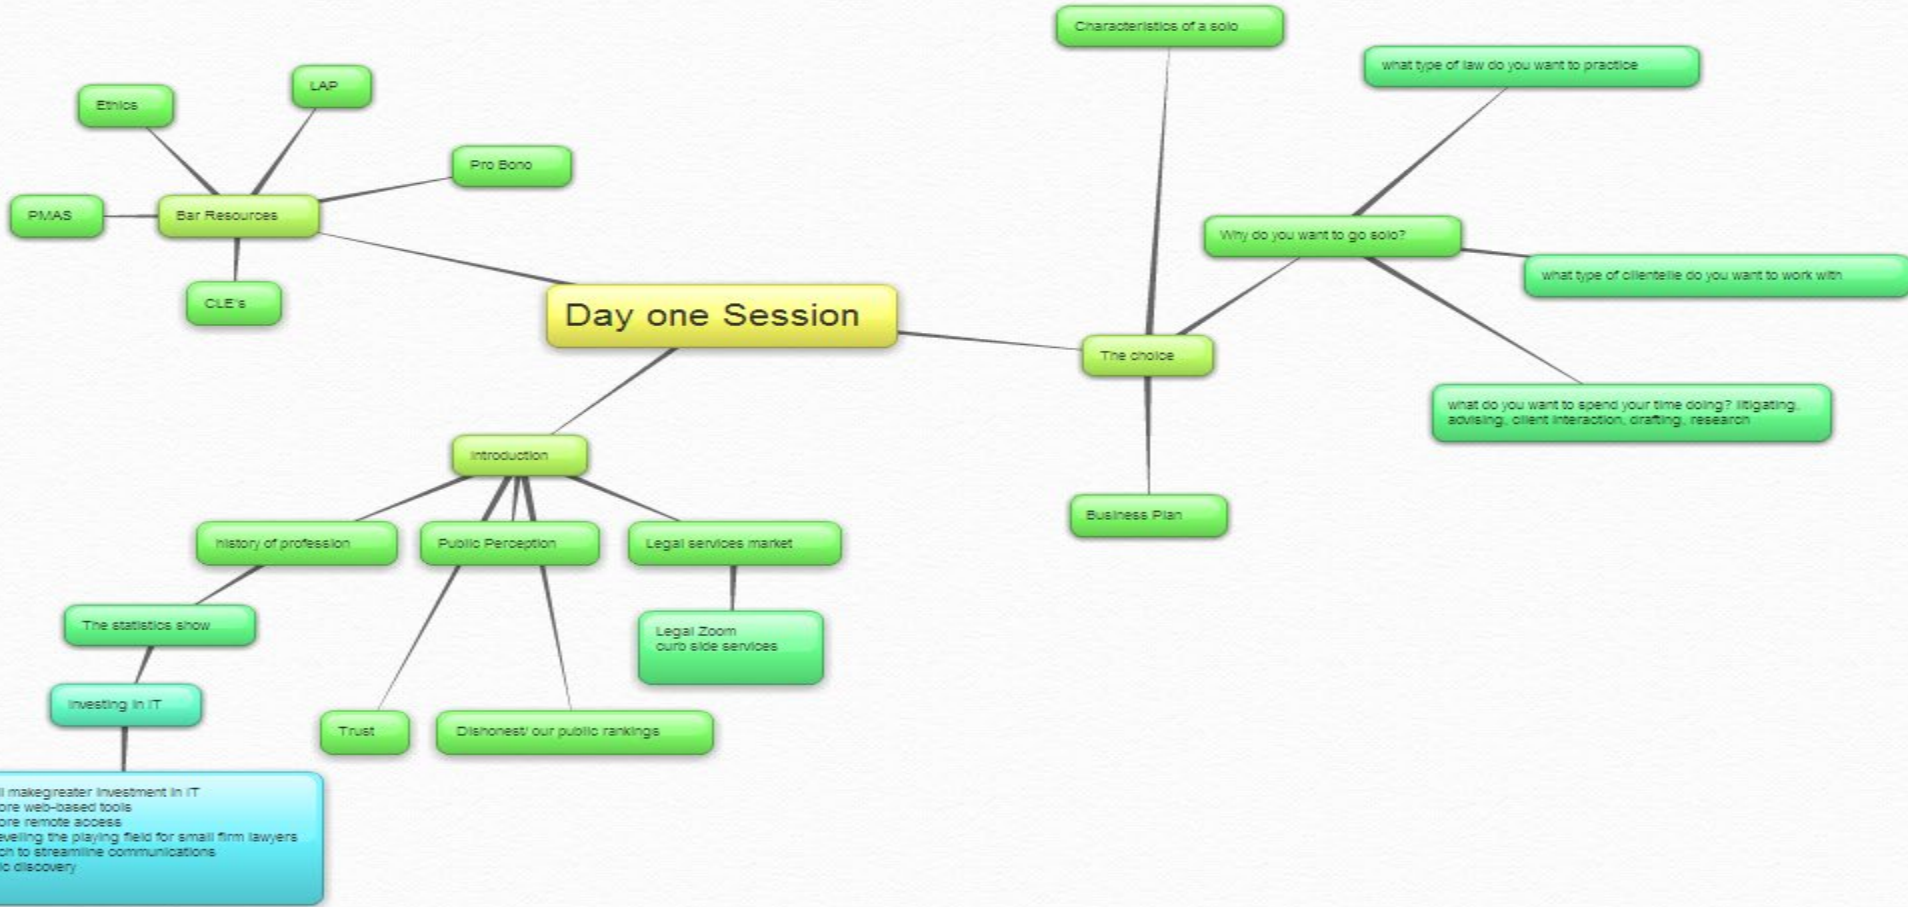 Characteristics of a solo
what type of law do you want to practice
LAP
Ethics
Pro Bono
PMAS
Bar Resources
Why do you want to go solo?
what type of clientelle do you want to work with
CLE's
Day one Session
The choice
what do you want to spend your time doing? litigating,
advising, client interaction, drafting, research
Introduction
Business Plan
history of profession
Public Perception
Legal services market
The statistics show
Legal Zoom
curb side services
Investing in IT
Trust
Dishonest/ our public rankings
makegreater investment in IT
web-based tools
remote access
the playing field for small firm lawyers
to streamline communications
discovery